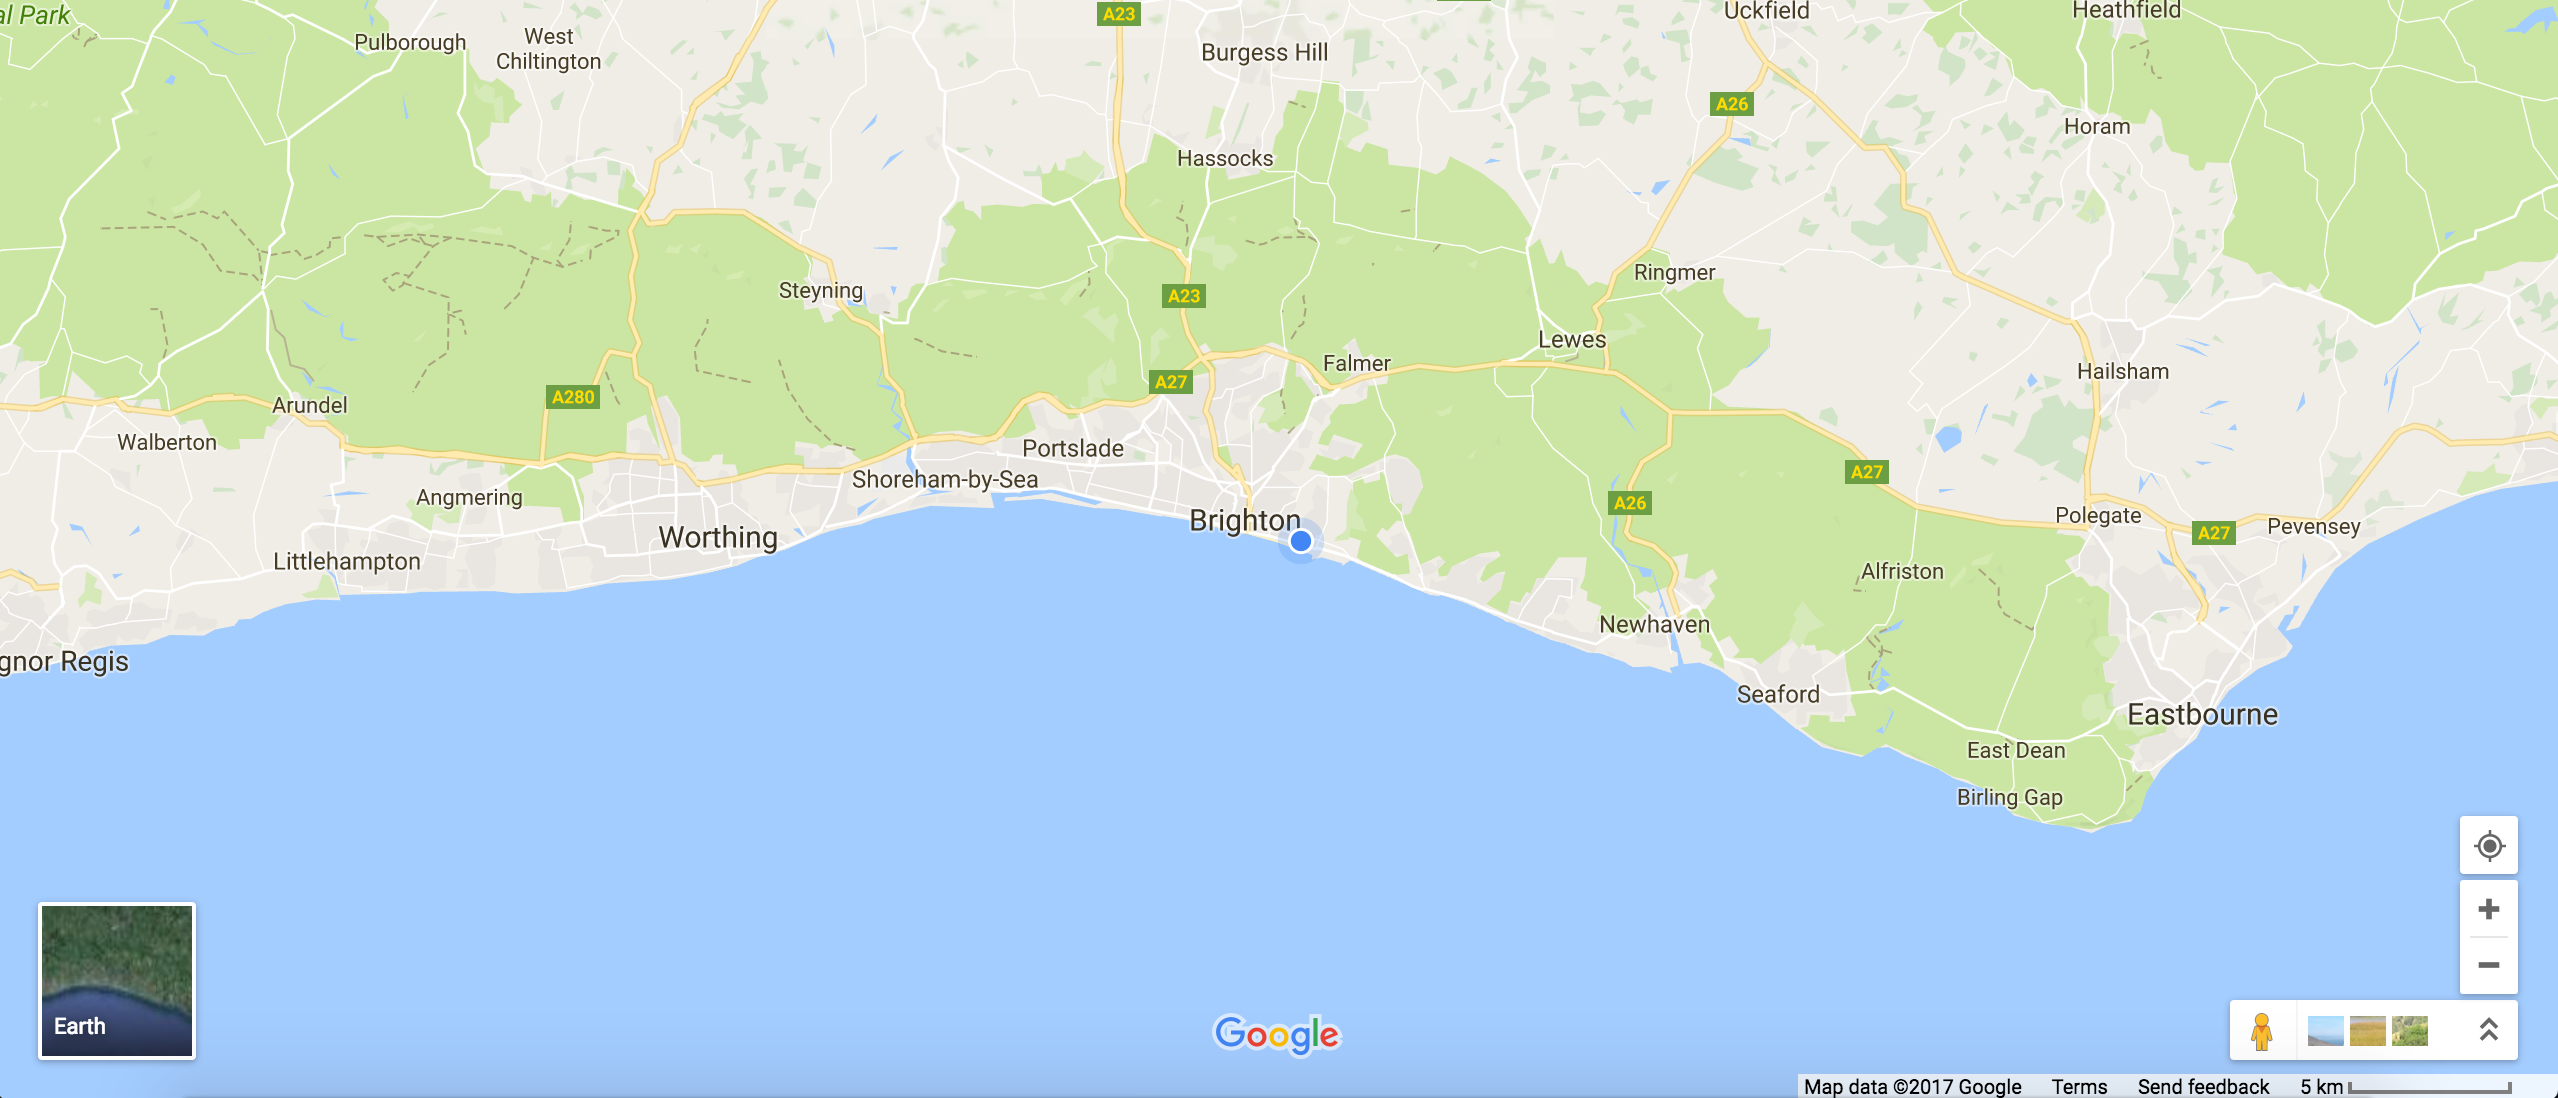 al Park
Pulborough
West
Chiltington
A23
Burgess Hill
Uckfield
Heathfield
A26
Horam
Hassocks
Steyning
A23
Ringmer
Lewes
Falmer
A27
Hailsham
A280
Arundel
Walberton
Portslade
Shoreham-by-Sea
A27
A26
Angmering
Worthing
Brighton
Polegate
A27
Pevensey
Littlehampton
Alfriston
Newhaven
gnor Regis
Seaford
Eastbourne
East Dean
Birling Gap
Earth
Google
Map data ©2017 Google Terms Send feedback 5 km